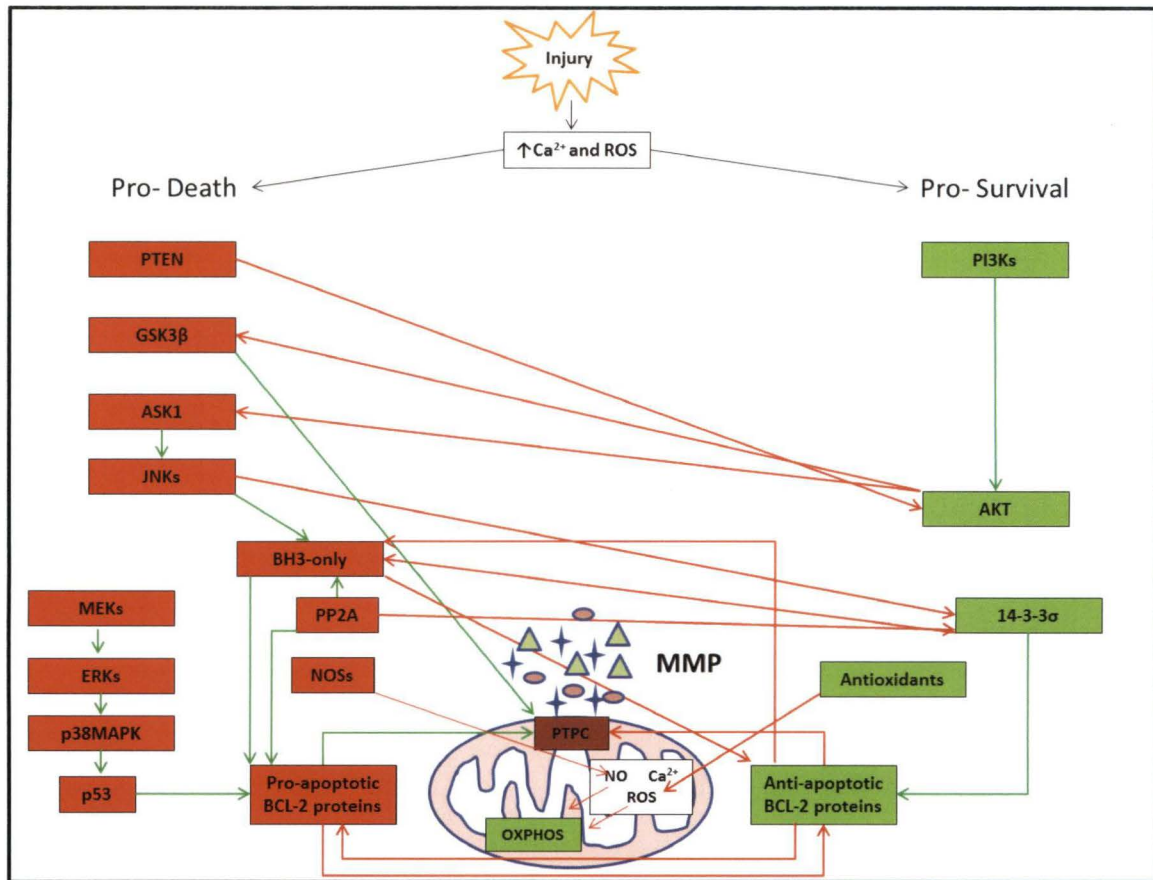 Injury
↑Ca²⁺ and ROS
Pro- Death
Pro- Survival
PTEN
PI3Ks
GSK3β
ASK1
JNKs
AKT
BH3-only
MEKs
PP2A
14-3-3σ
MMP
ERKs
NOSs
Antioxidants
p38MAPK
PTPC
p53
Pro-apoptotic
BCL-2 proteins
NO Ca²⁺
ROS
Anti-apoptotic
BCL-2 proteins
OXPHOS